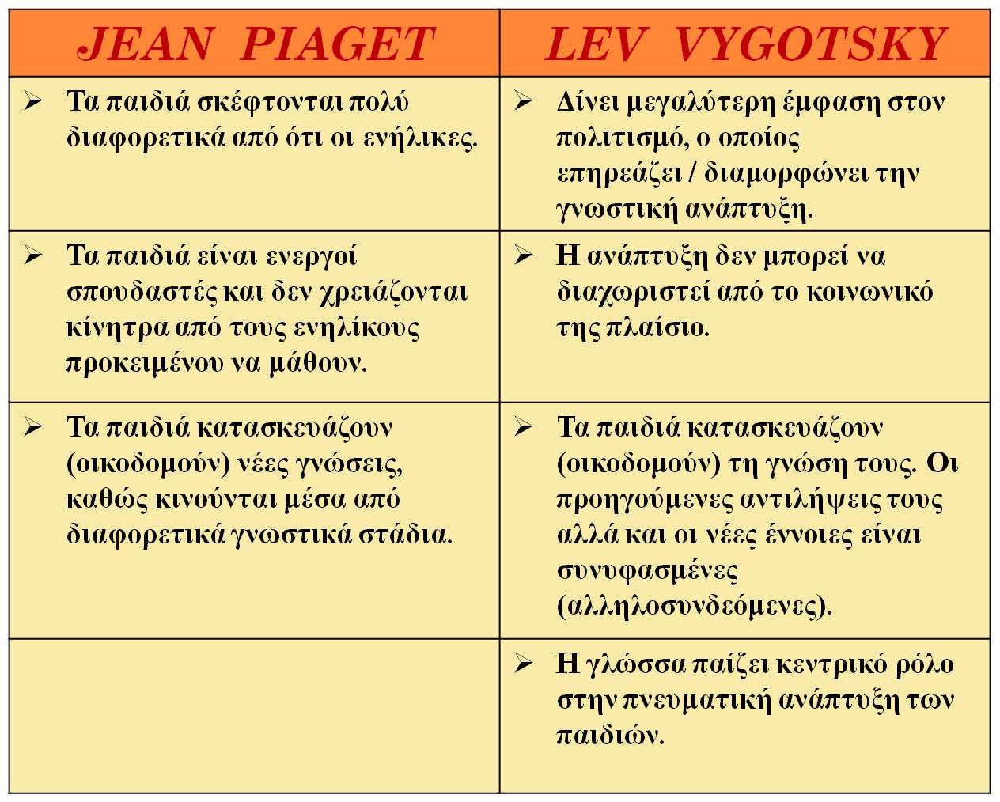 JEAN PIAGET
LEV VYGOTSKY
➢ Τα παιδιά σκέφτονται πολύ
διαφορετικά από ότι οι ενήλικες.
➢ Δίνει μεγαλύτερη έμφαση στον
πολιτισμό, ο οποίος
επηρεάζει / διαμορφώνει την
γνωστική ανάπτυξη.
➢ Τα παιδιά είναι ενεργοί
σπουδαστές και δεν χρειάζονται
κίνητρα από τους ενηλίκους
προκειμένου να μάθουν.
➢ Η ανάπτυξη δεν μπορεί να
διαχωριστεί από το κοινωνικό
της πλαίσιο.
➢ Τα παιδιά κατασκευάζουν
(οικοδομούν) νέες γνώσεις,
καθώς κινούνται μέσα από
διαφορετικά γνωστικά στάδια.
➢ Τα παιδιά κατασκευάζουν
(οικοδομούν) τη γνώση τους. Οι
προηγούμενες αντιλήψεις τους
αλλά και οι νέες έννοιες είναι
συνυφασμένες
(αλληλοσυνδεόμενες).
➢ Η γλώσσα παίζει κεντρικό ρόλο
στην πνευματική ανάπτυξη των
παιδιών.